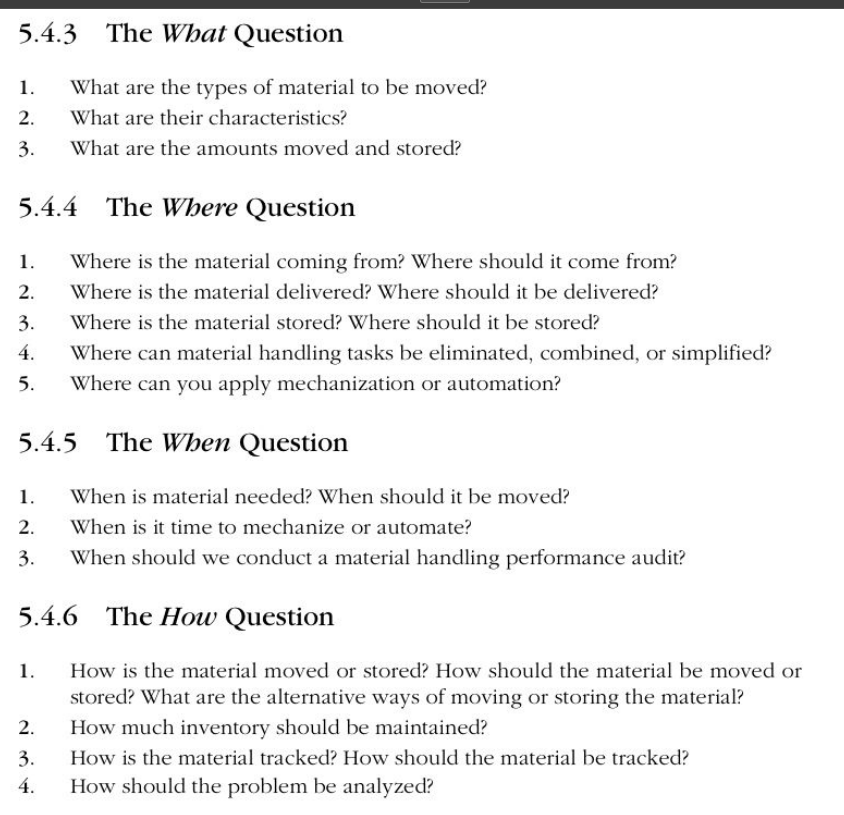 5.4.3 The What Question
1. What are the types of material to be moved?
2. What are their characteristics?
3. What are the amounts moved and stored?
5.4.4 The Where Question
1. Where is the material coming from? Where should it come from?
2. Where is the material delivered? Where should it be delivered?
3. Where is the material stored? Where should it be stored?
4. Where can material handling tasks be eliminated, combined, or simplified?
5. Where can you apply mechanization or automation?
5.4.5 The When Question
1. When is material needed? When should it be moved?
2. When is it time to mechanize or automate?
3. When should we conduct a material handling performance audit?
5.4.6 The How Question
1. How is the material moved or stored? How should the material be moved or
stored? What are the alternative ways of moving or storing the material?
2. How much inventory should be maintained?
3. How is the material tracked? How should the material be tracked?
4. How should the problem be analyzed?